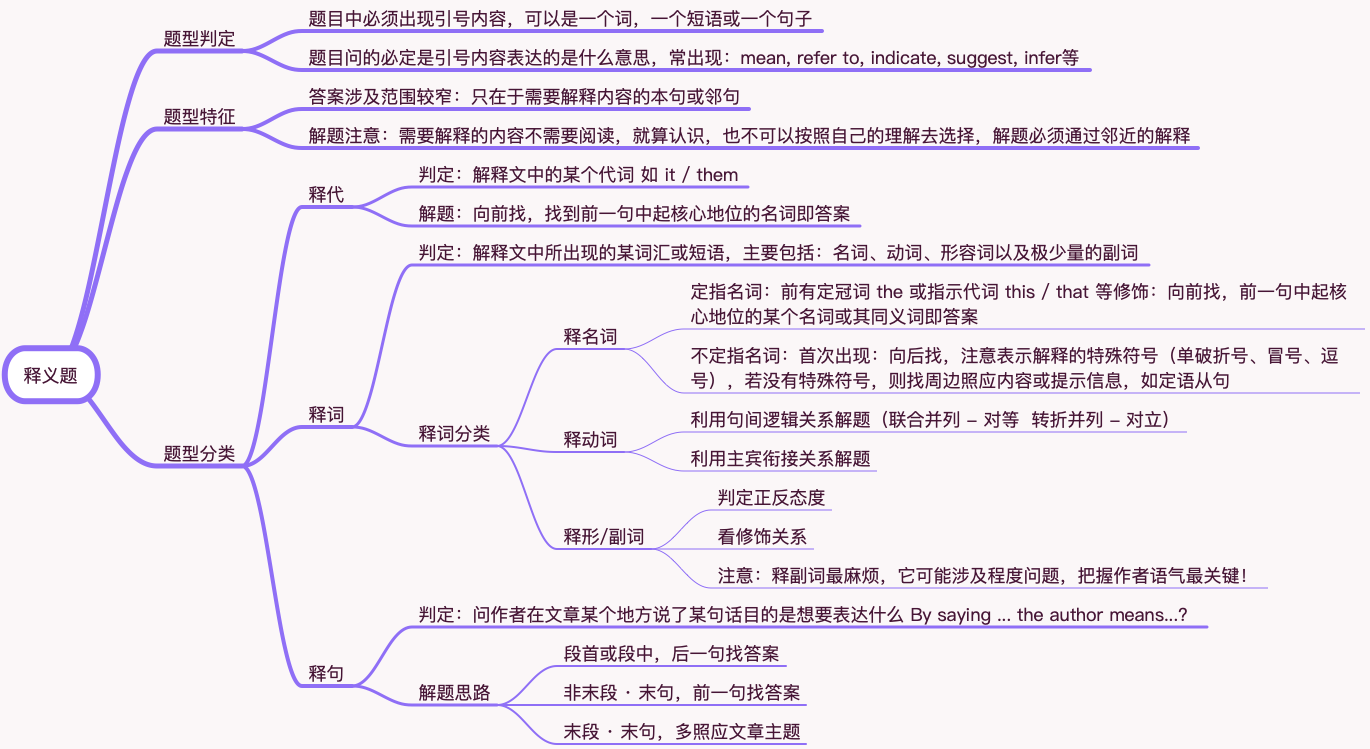 释义题
题型判定
题目中必须出现引号内容，可以是一个词，一个短语或一个句子
题目问的必定是引号内容表达的是什么意思，常出现：mean, refer to, indicate, suggest, infer等
题型特征
答案涉及范围较窄：只在于需要解释内容的本句或邻句
解题注意：需要解释的内容不需要阅读，就算认识，也不可以按照自己的理解去选择，解题必须通过邻近的解释
题型分类
释代
判定：解释文中的某个代词 如 it / them
解题：向前找，找到前一句中起核心地位的名词即答案
释词
判定：解释文中所出现的某词汇或短语，主要包括：名词、动词、形容词以及极少量的副词
释词分类
释名词
定指名词：前有定冠词 the 或指示代词 this / that 等修饰：向前找，前一句中起核
心地位的某个名词或其同义词即答案
不定指名词：首次出现：向后找，注意表示解释的特殊符号（单破折号、冒号、逗
号），若没有特殊符号，则找周边照应内容或提示信息，如定语从句
释动词
利用句间逻辑关系解题（联合并列 – 对等  转折并列 – 对立）
利用主宾衔接关系解题
释形/副词
判定正反态度
看修饰关系
注意：释副词最麻烦，它可能涉及程度问题，把握作者语气最关键！
释句
判定：问作者在文章某个地方说了某句话目的是想要表达什么 By saying ... the author means...?
解题思路
段首或段中，后一句找答案
非末段 · 末句，前一句找答案
末段 · 末句，多照应文章主题